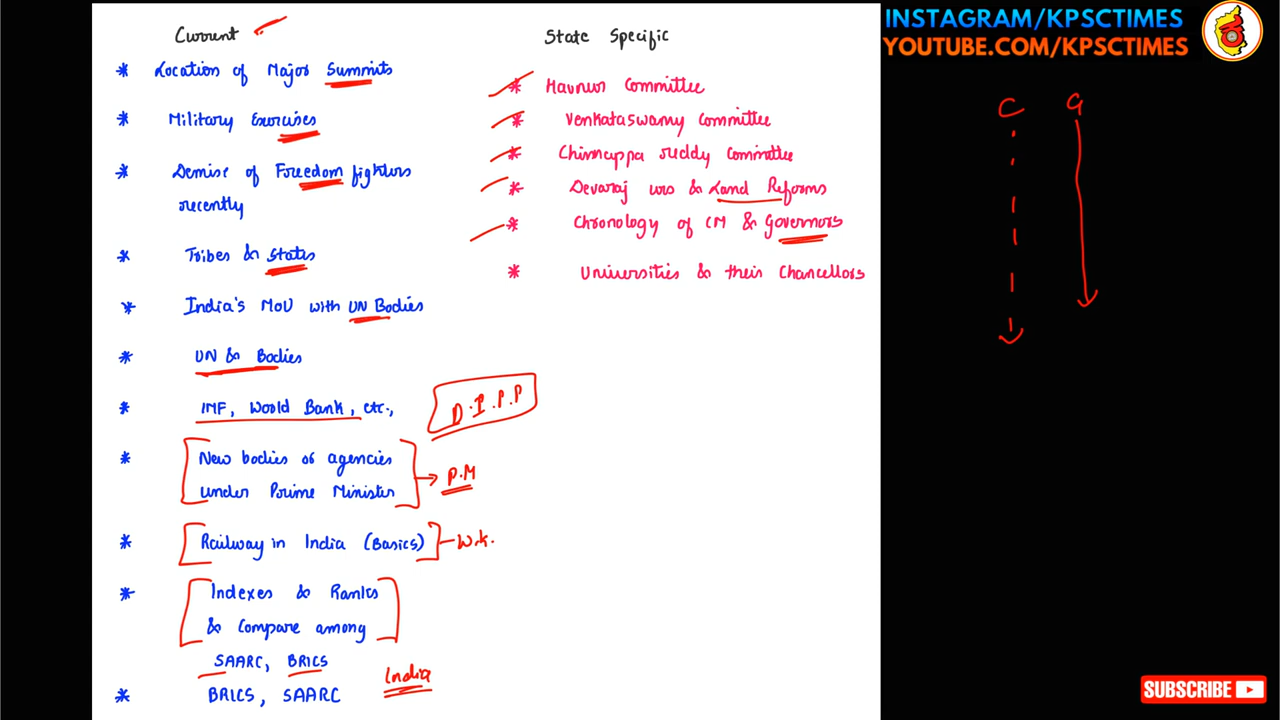 Current
* Location of Major Summits
* Military Exercises
* Demise of Freedom fighters
recently
* Tribes & States
* India's MoU with UN Bodies
* UN & Bodies
* IMF, World Bank, etc.,
D.I.P.P
* New bodies or agencies
under Prime Minister
P.M
* Railway in India (Basics)
W.k.
* Indexes & Ranks
& Compare among
SAARC, BRICS
India
* BRICS, SAARC
State Specific
* Havnur Committee
* Venkataswamy Committee
* Chinnappa reddy Committee
* Devaraj urs & Land Reforms
* Chronology of CM & Governors
* Universities & their Chancellors
INSTAGRAM/KPSCTIMES
YOUTUBE.COM/KPSCTIMES
C G
SUBSCRIBE